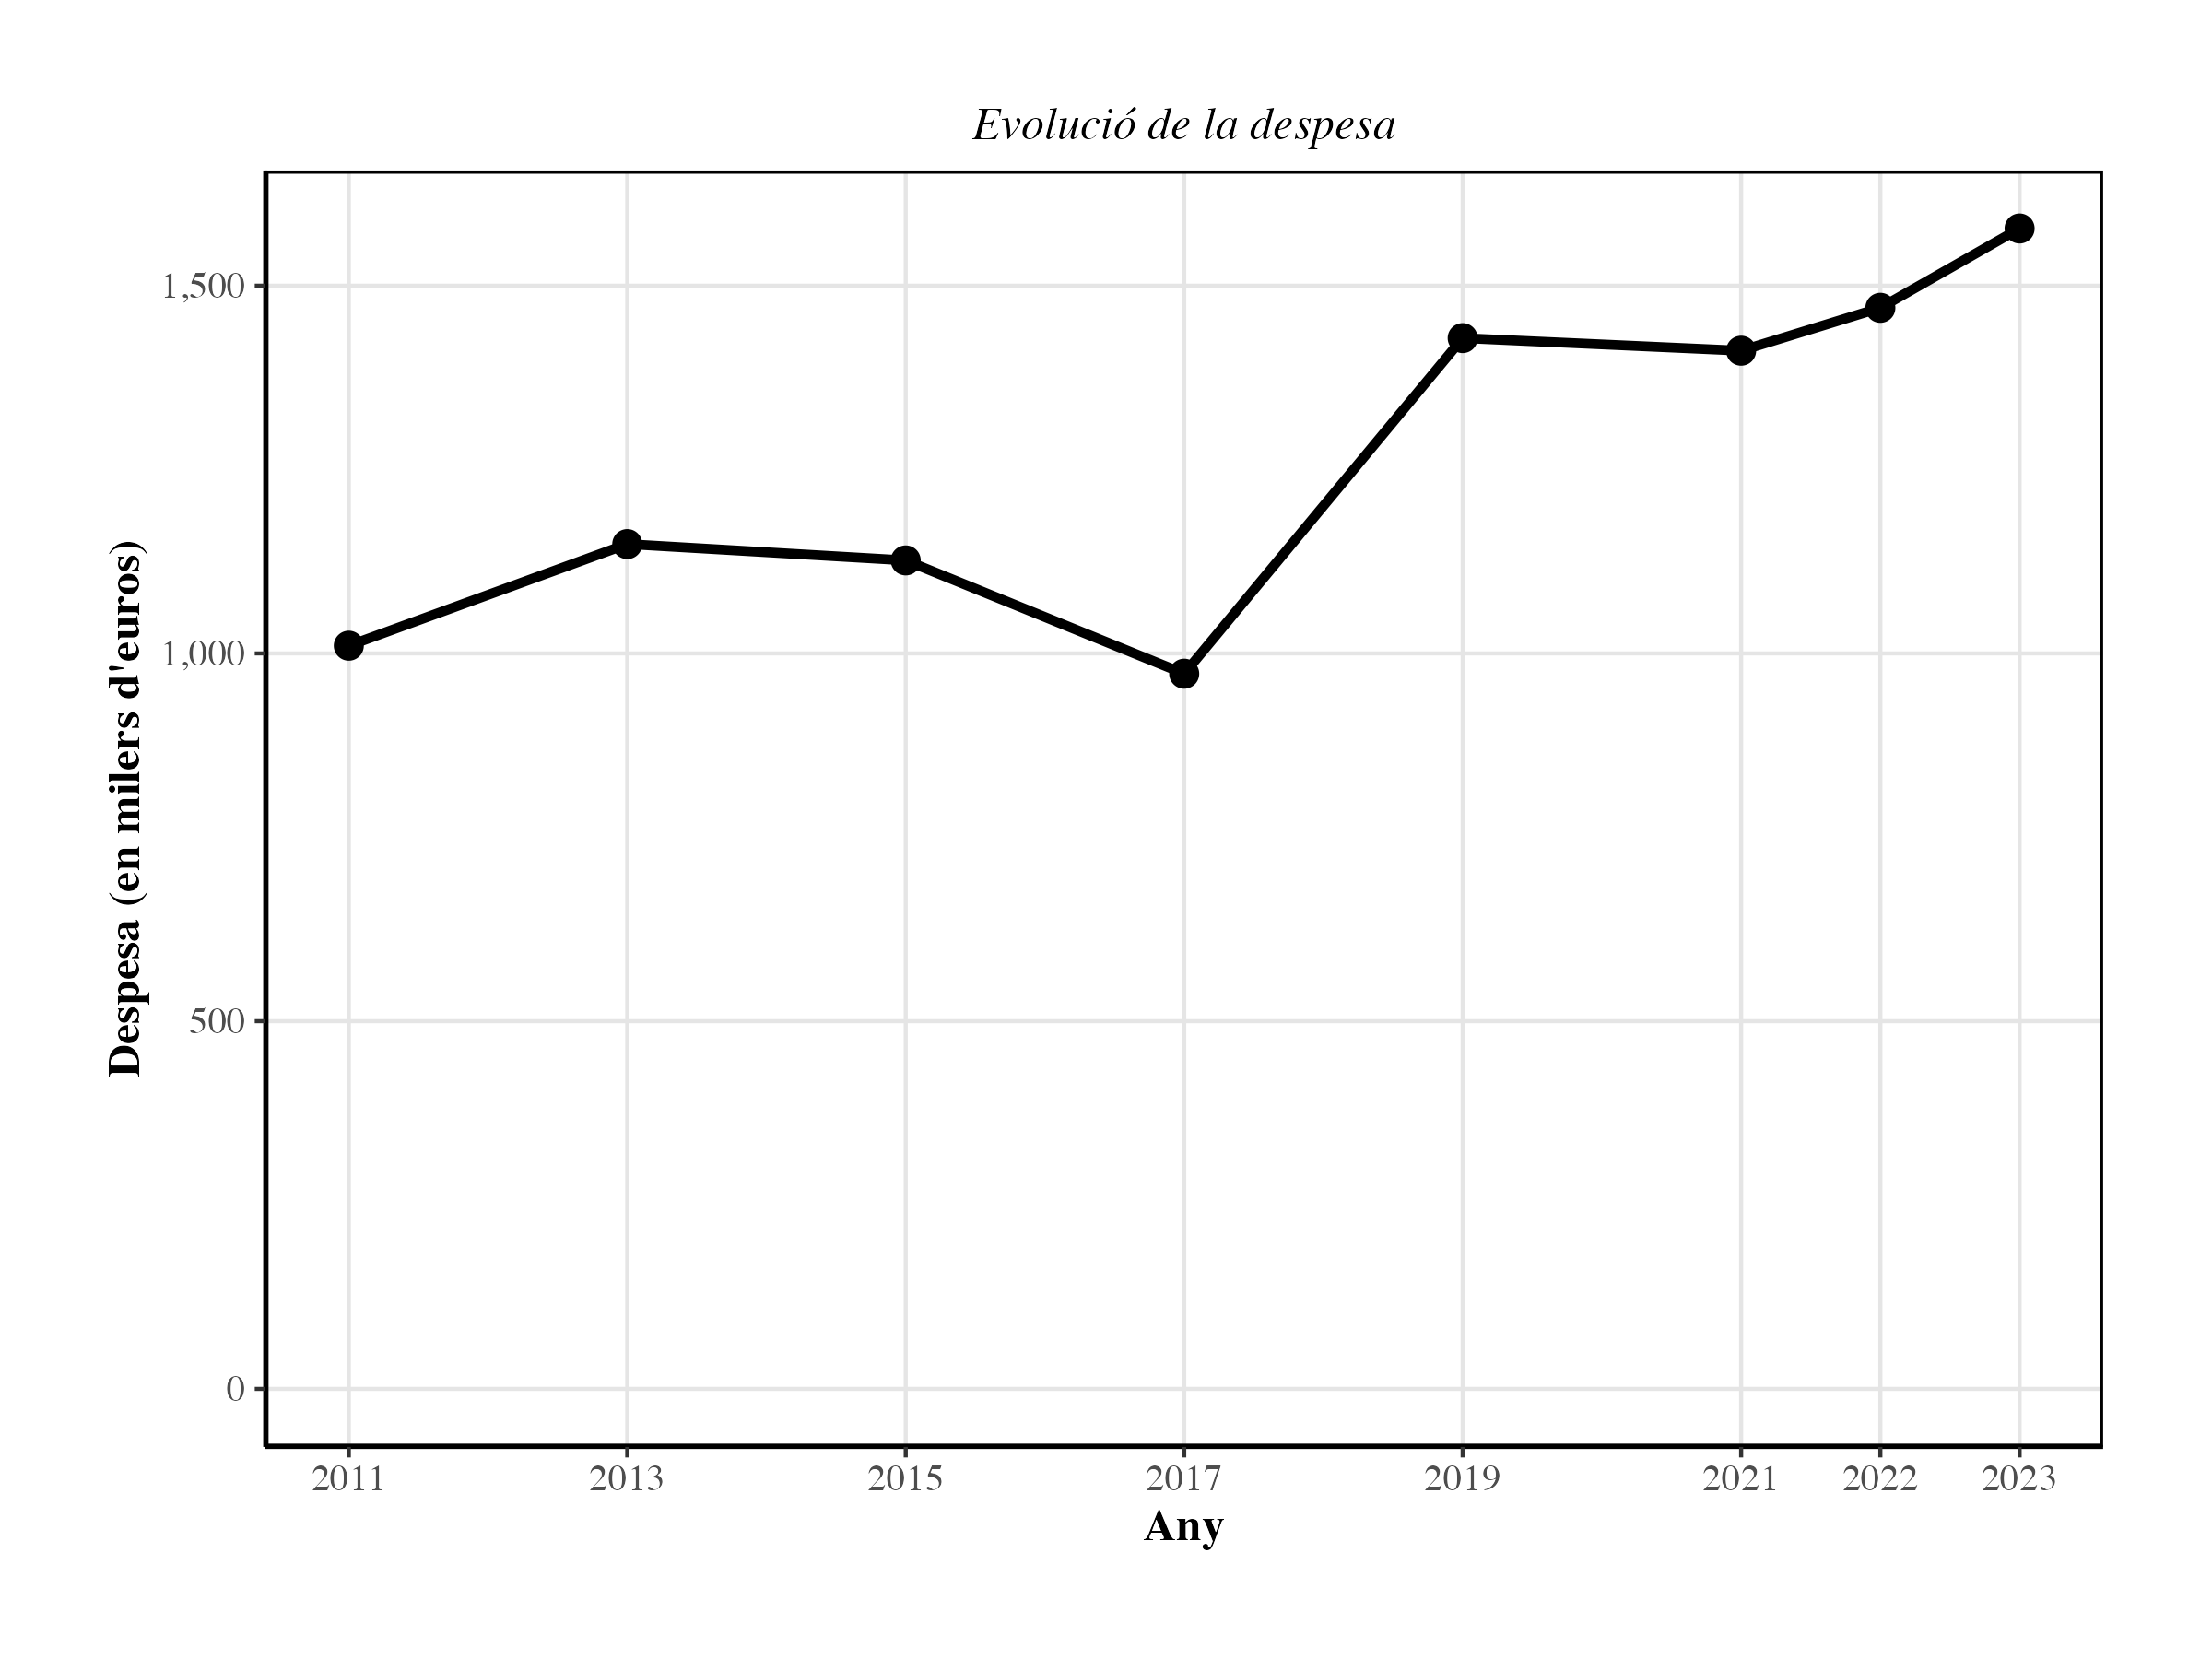 Evolució de la despesa
Despesa (en milers d'euros)
1,500
1,000
500
0
2011 2013 2015 2017 2019 2021 2022 2023
Any